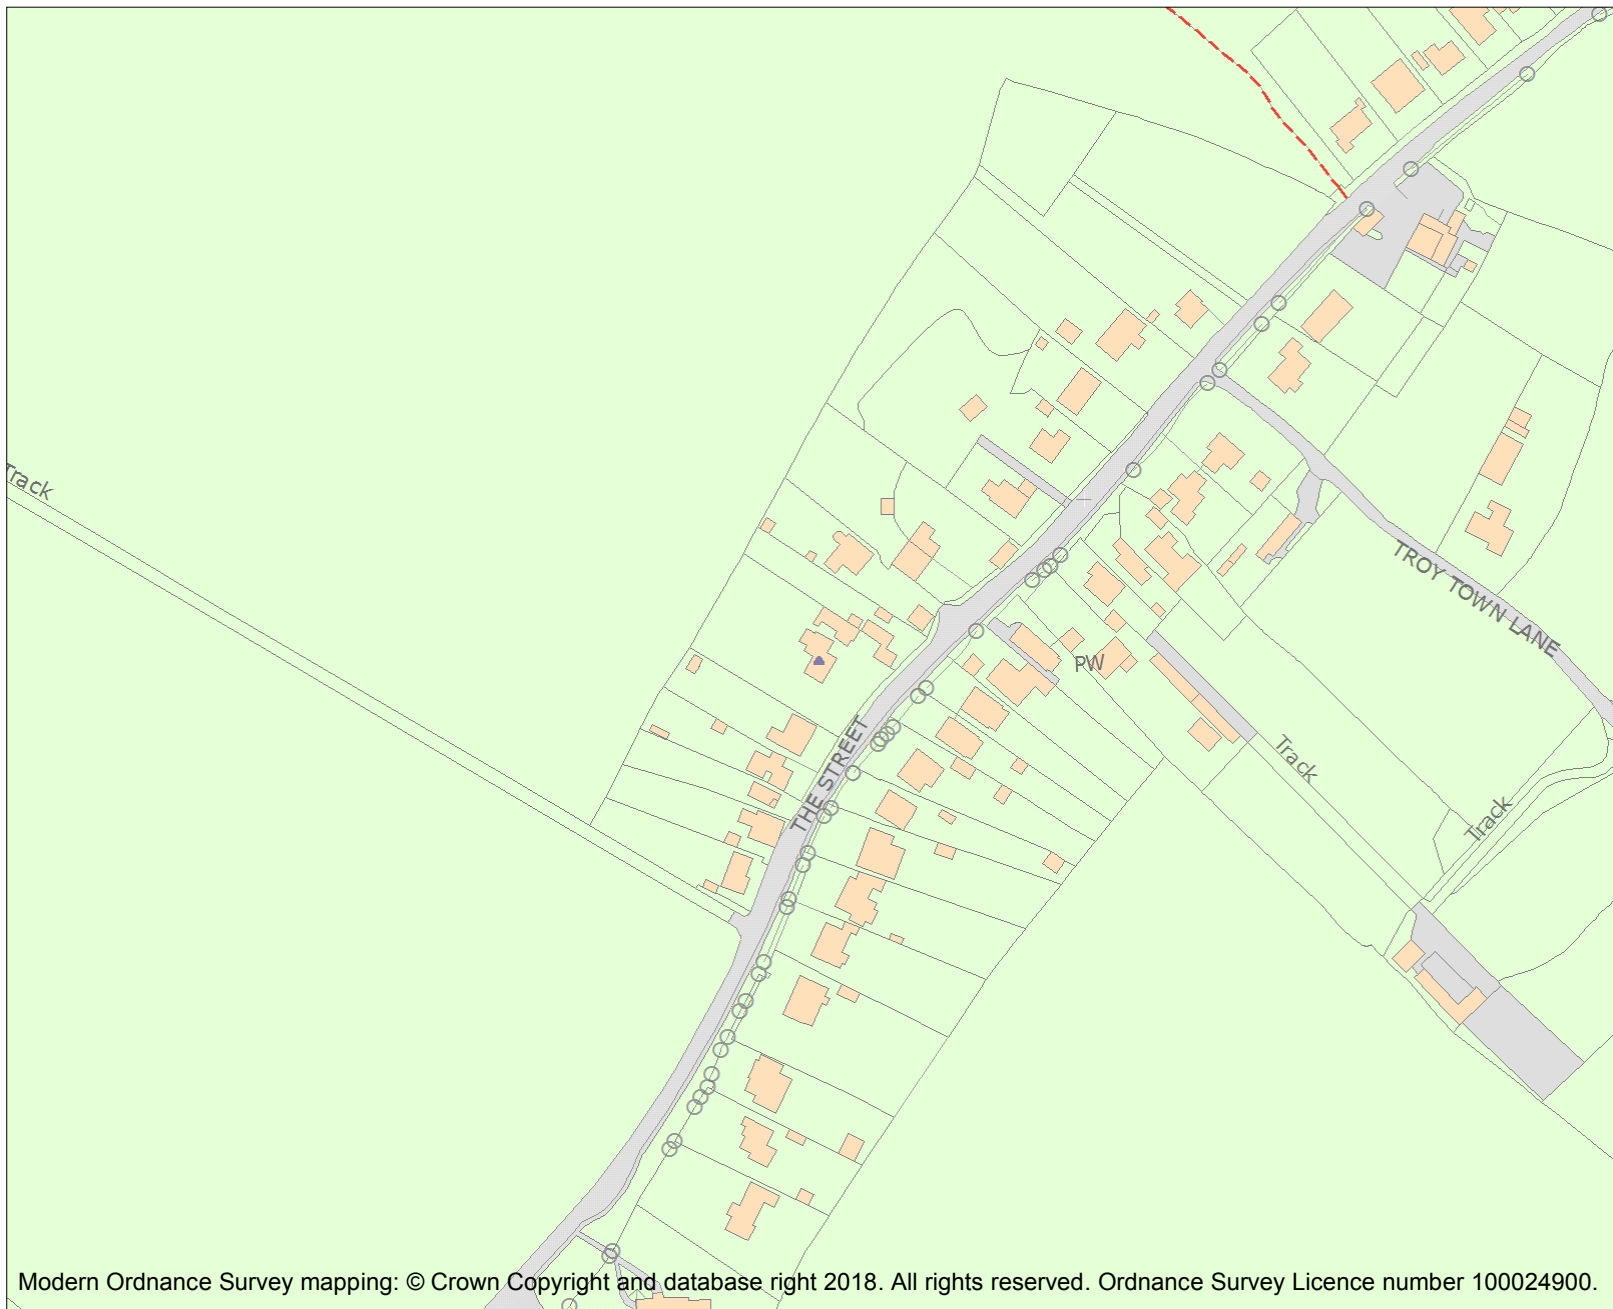 Track
TROY TOWN LANE
PW
THE STREET
Track
Track
Modern Ordnance Survey mapping: © Crown Copyright and database right 2018. All rights reserved. Ordnance Survey Licence number 100024900.